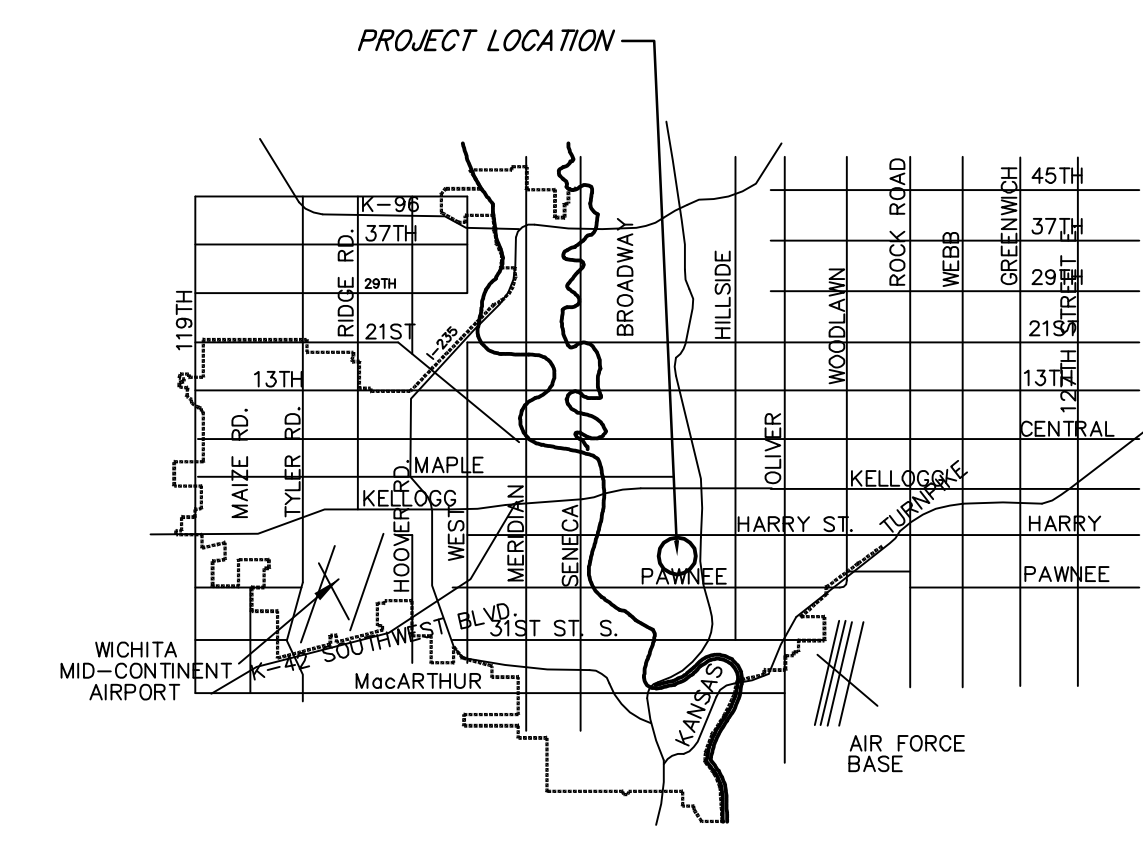 PROJECT LOCATION
45TH
K-96
37TH
37TH
29TH
29TH
21ST
21ST
I-235
13TH
13TH
119TH
RIDGE RD.
BROADWAY
HILLSIDE
WOODLAWN
ROCK ROAD
WEBB
GREENWICH
127TH STREET E.
MAIZE RD.
TYLER RD.
HOOVER RD.
WEST
MERIDIAN
SENECA
OLIVER
CENTRAL
MAPLE
KELLOGG
KELLOGG
TURNPIKE
HARRY ST.
HARRY
PAWNEE
PAWNEE
K-42 SOUTHWEST BLVD.
31ST ST. S.
WICHITA
MID-CONTINENT
AIRPORT
MacARTHUR
KANSAS
AIR FORCE
BASE